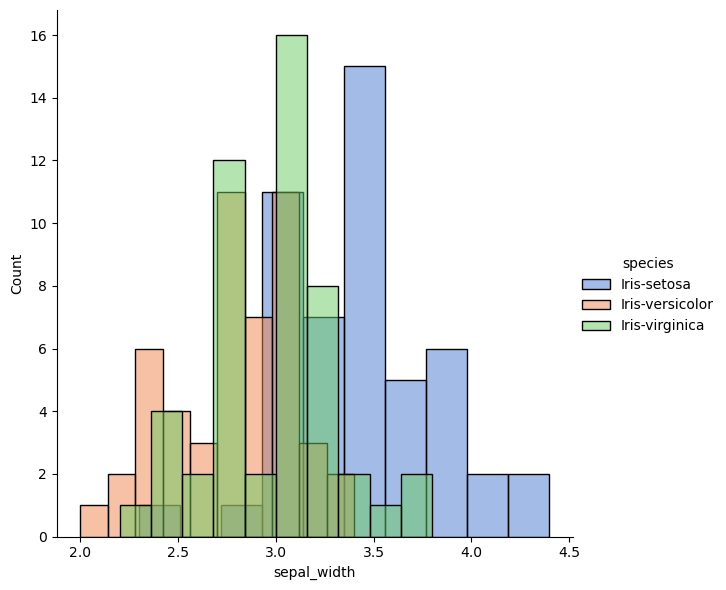 16
14
12
10
8
6
4
2
0
Count
2.0 2.5 3.0 3.5 4.0 4.5
sepal_width
species
Iris-setosa
Iris-versicolor
Iris-virginica